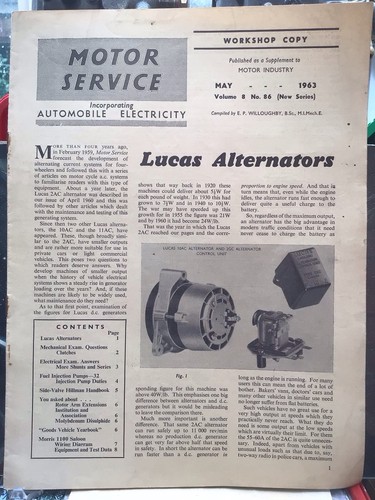 MOTOR
SERVICE
Incorporating
AUTOMOBILE ELECTRICITY
WORKSHOP COPY
Published as a Supplement to
MOTOR INDUSTRY
MAY - - - 1963
Volume 8 No. 86 (New Series)
Compiled by E. P. WILLOUGHBY, B.Sc., M.I.Mech.E.
Lucas Alternators
MORE THAN FOUR years ago,
in February 1959, Motor Service
forecast the development of
alternating current systems for four-
wheelers and followed this with a series
of articles on motor cycle a.c. systems
to familiarise readers with this type of
equipment. About a year later, the
Lucas 2AC alternator was described in
our issue of April 1960 and this was
followed by other articles which dealt
with the maintenance and testing of this
generating system.
Since then two other Lucas alterna-
tors, the 10AC and the 11AC, have
appeared. These, though broadly simi-
lar to the 2AC, have smaller outputs
and are rather more suitable for use in
private cars or light commercial
vehicles. This poses two questions to
which readers deserve answers. Why
develop machines of smaller output
when the history of vehicle electrical
systems shows a steady rise in generator
loading over the years? And, if these
machines are likely to be widely used,
what maintenance do they need?
As to that first point, examination of
the figures for Lucas d.c. generators
CONTENTS
Page
Lucas Alternators 1
Mechanical Exam. Questions
Clutches 2
Electrical Exam. Answers
More Shunts and Series 3
Fuel Injection Pumps—32
Injection Pump Duties 4
Side-Valve Hillman Handbook 5
You asked about . .
Rotor Arm Extensions 6
Institution and
Association 6
Molybdenum Disulphide 6
"Goods Vehicle Yearbook" 6
Morris 1100 Saloon
Wiring Diagram 7
Equipment and Test Data 8
shows that way back in 1920 these
machines could deliver about 5½W for
each pound of weight. In 1930 this had
grown to 7½W and in 1940 to 10¾W.
The war may have speeded up this
growth for in 1955 the figure was 21W
and by 1960 it had become 24W/lb.
That was the year in which the Lucas
2AC reached our pages and the corre-
proportion to engine speed. And that in
turn means that, even while the engine
idles, the alternator runs fast enough to
deliver quite a useful charge to the
battery.
So, regardless of the maximum output,
an alternator has the big advantage in
modern traffic conditions that it need
never cease to charge the battery as
LUCAS 10AC ALTERNATOR AND
CONTROL UNIT
Fig. 1
sponding figure for this machine was
above 40W/lb. This emphasises one big
difference between alternators and d.c.
generators but it would be misleading
to leave the comparison there.
Much more important is another
difference. That same 2AC alternator
can run safely up to 11 000 rev/min
whereas no production d.c. generator
can get very far above half that speed
in safety. In short the alternator can be
run faster than a d.c. generator in
long as the engine is running. For many
users this can mean the end of a lot of
bother. Bakers' vans, doctors' cars and
many other vehicles in similar use need
no longer suffer from flat batteries.
Such vehicles have no great use for a
very high output at speeds which they
practically never reach. What they do
need is some output at the low speeds
which are virtually their limit. For them
the 55-60A of the 2AC is quite unneces-
sary. Indeed, apart from vehicles with
unusual loads such as that due to, say,
two-way radio in police cars, a maximum
1